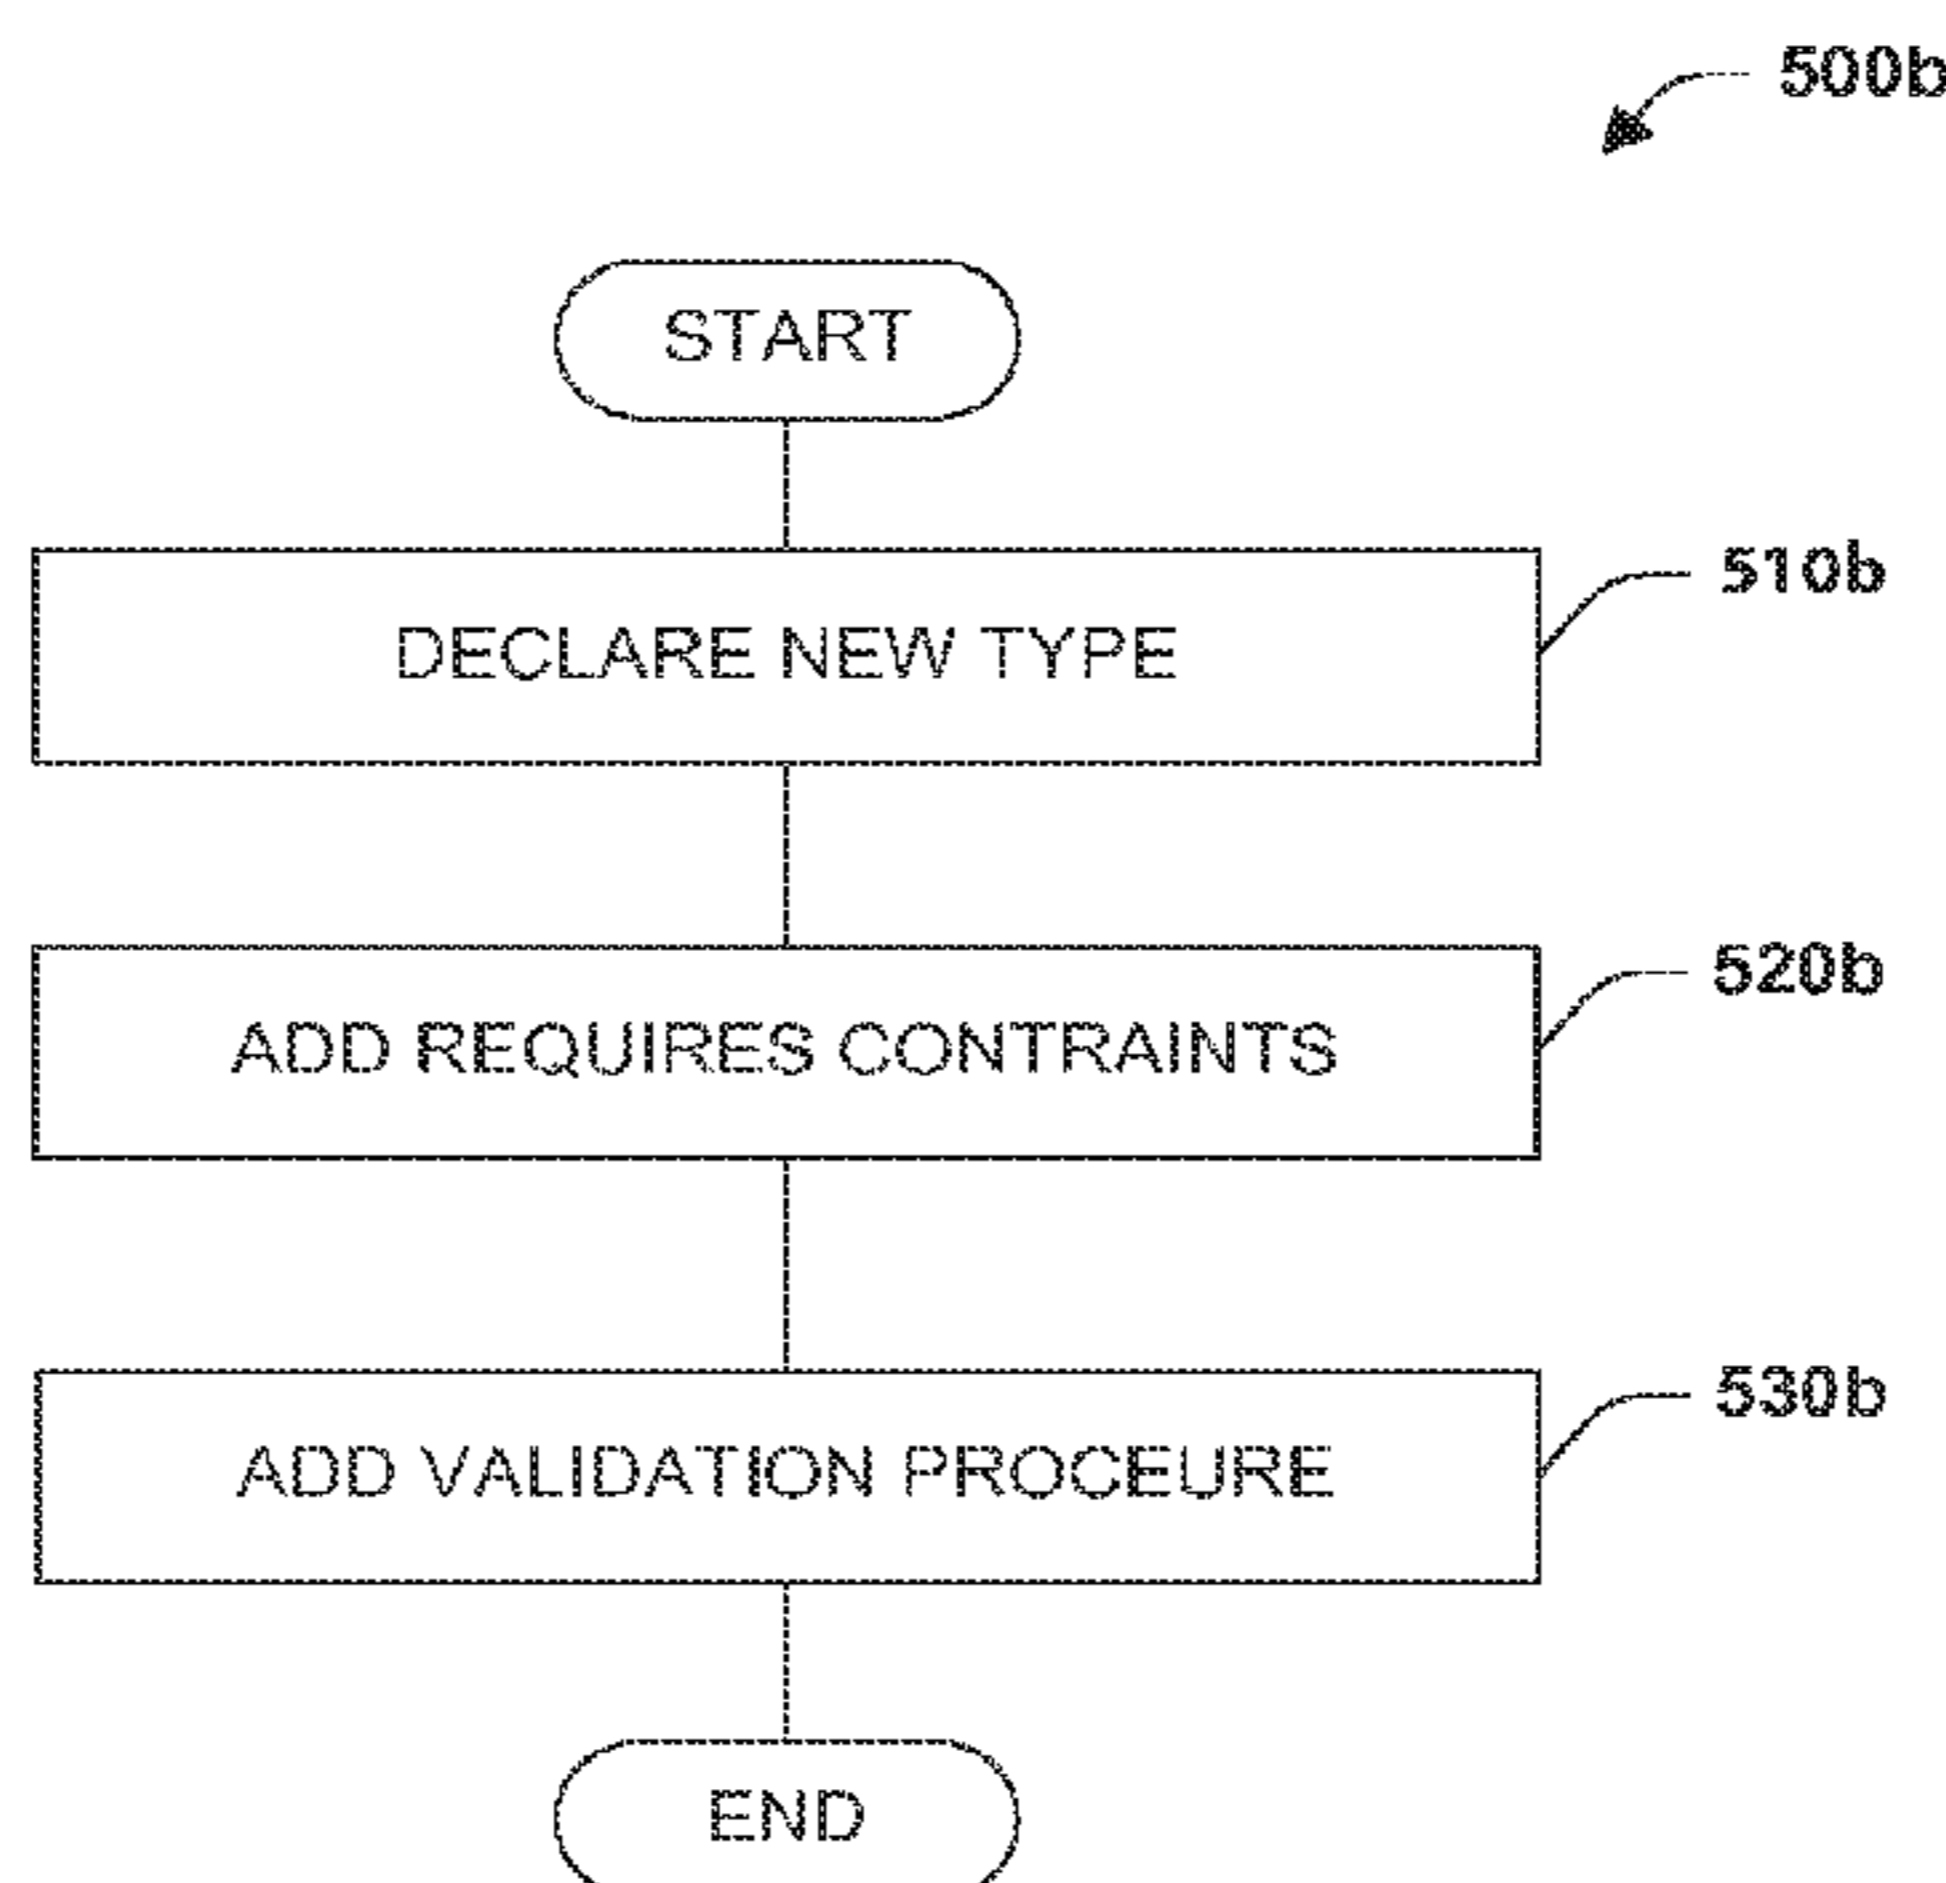 500b
START
DECLARE NEW TYPE
510b
ADD REQUIRES CONTRAINTS
520b
ADD VALIDATION PROCEURE
530b
END